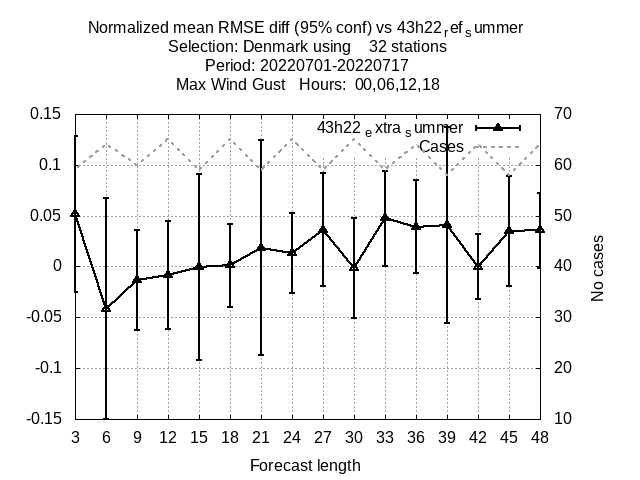 Normalized mean RMSE diff (95% conf) vs 43h22refsummer
Selection: Denmark using    32 stations
Period: 20220701-20220717
Max Wind Gust   Hours:  00,06,12,18
43h22extrasummer
Cases
0.15
0.1
0.05
0
-0.05
-0.1
-0.15
70
60
50
40
30
20
10
No cases
3 6 9 12 15 18 21 24 27 30 33 36 39 42 45 48
Forecast length